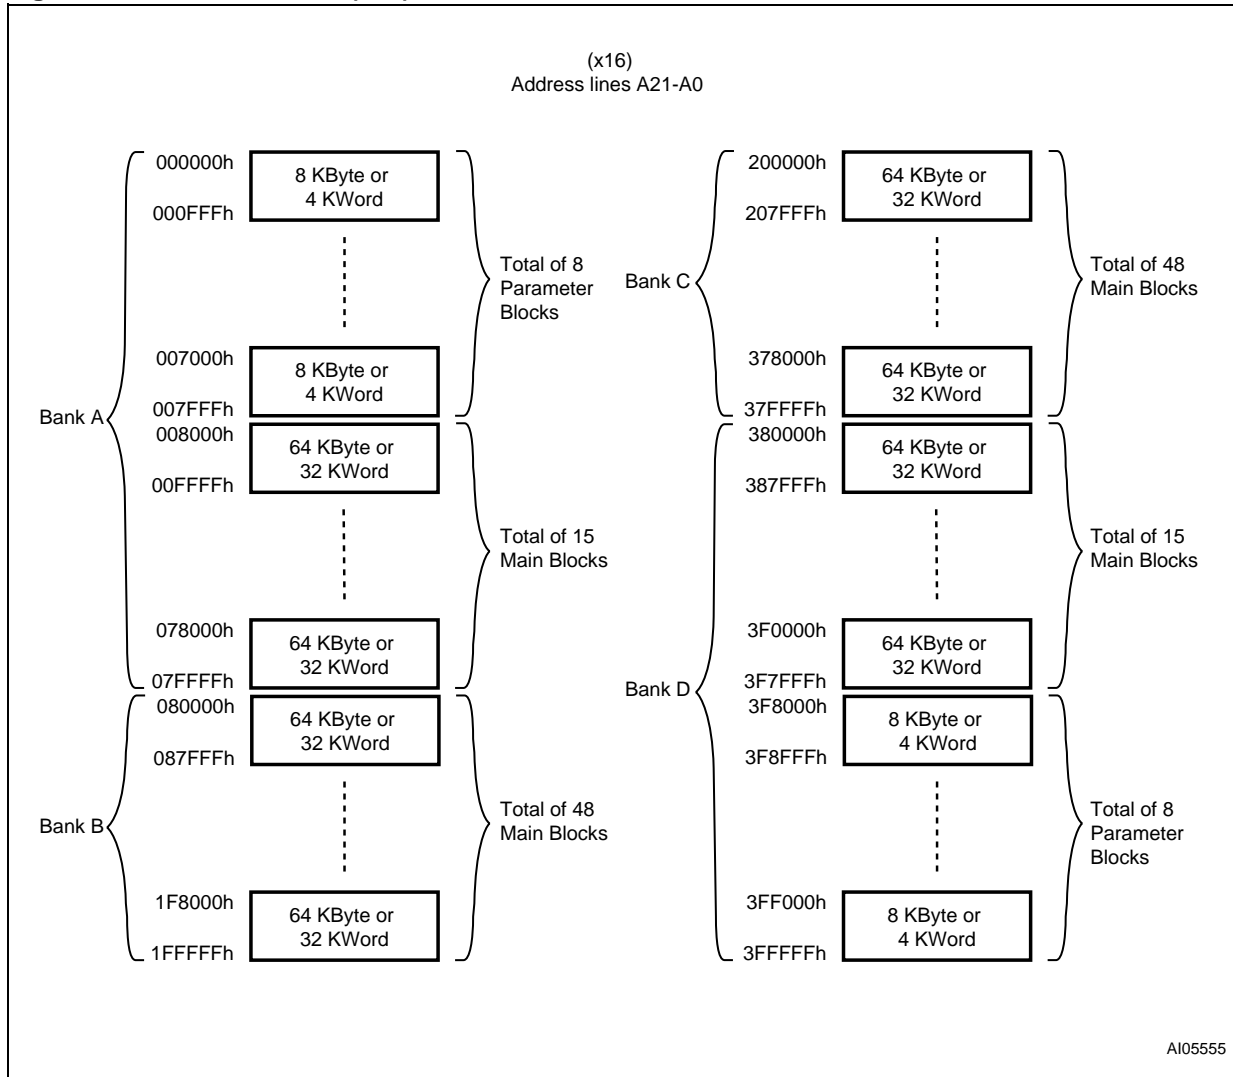 (x16)
Address lines A21-A0
Bank A
000000h
8 KByte or
4 KWord
000FFFh
Total of 8
Parameter
Blocks
007000h
8 KByte or
4 KWord
007FFFh
008000h
64 KByte or
32 KWord
00FFFFh
Total of 15
Main Blocks
078000h
64 KByte or
32 KWord
07FFFFh
Bank B
080000h
64 KByte or
32 KWord
087FFFh
Total of 48
Main Blocks
1F8000h
64 KByte or
32 KWord
1FFFFFh
Bank C
200000h
64 KByte or
32 KWord
207FFFh
Total of 48
Main Blocks
378000h
64 KByte or
32 KWord
37FFFFh
Bank D
380000h
64 KByte or
32 KWord
387FFFh
Total of 15
Main Blocks
3F0000h
64 KByte or
32 KWord
3F7FFFh
3F8000h
8 KByte or
4 KWord
3F8FFFh
Total of 8
Parameter
Blocks
3FF000h
8 KByte or
4 KWord
3FFFFFh
AI05555